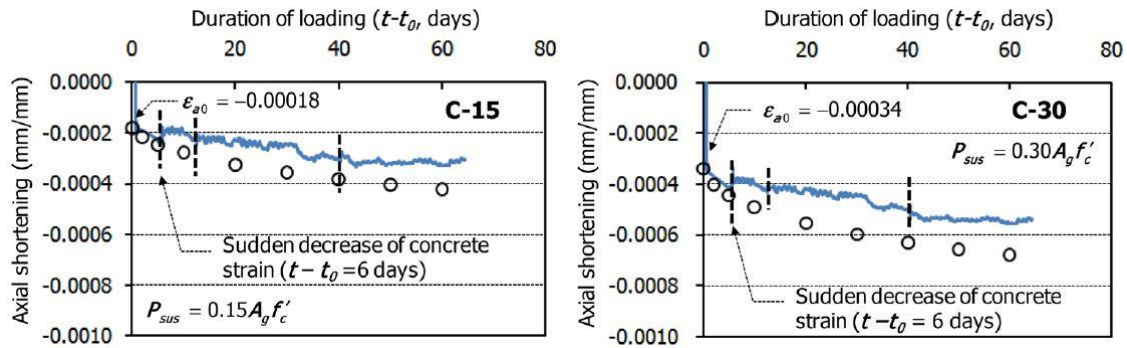 Duration of loading (t-t0, days)
0 20 40 60 80
Axial shortening (mm/mm)
0.0000
-0.0002
-0.0004
-0.0006
-0.0008
-0.0010
εa0 = −0.00018
C-15
Sudden decrease of concrete
strain (t − t0 = 6 days)
Psus = 0.15Agf′c
Duration of loading (t-t0, days)
0 20 40 60 80
Axial shortening (mm/mm)
0.0000
-0.0002
-0.0004
-0.0006
-0.0008
-0.0010
C-30
εa0 = −0.00034
Psus = 0.30Agf′c
Sudden decrease of concrete
strain (t −t0 = 6 days)